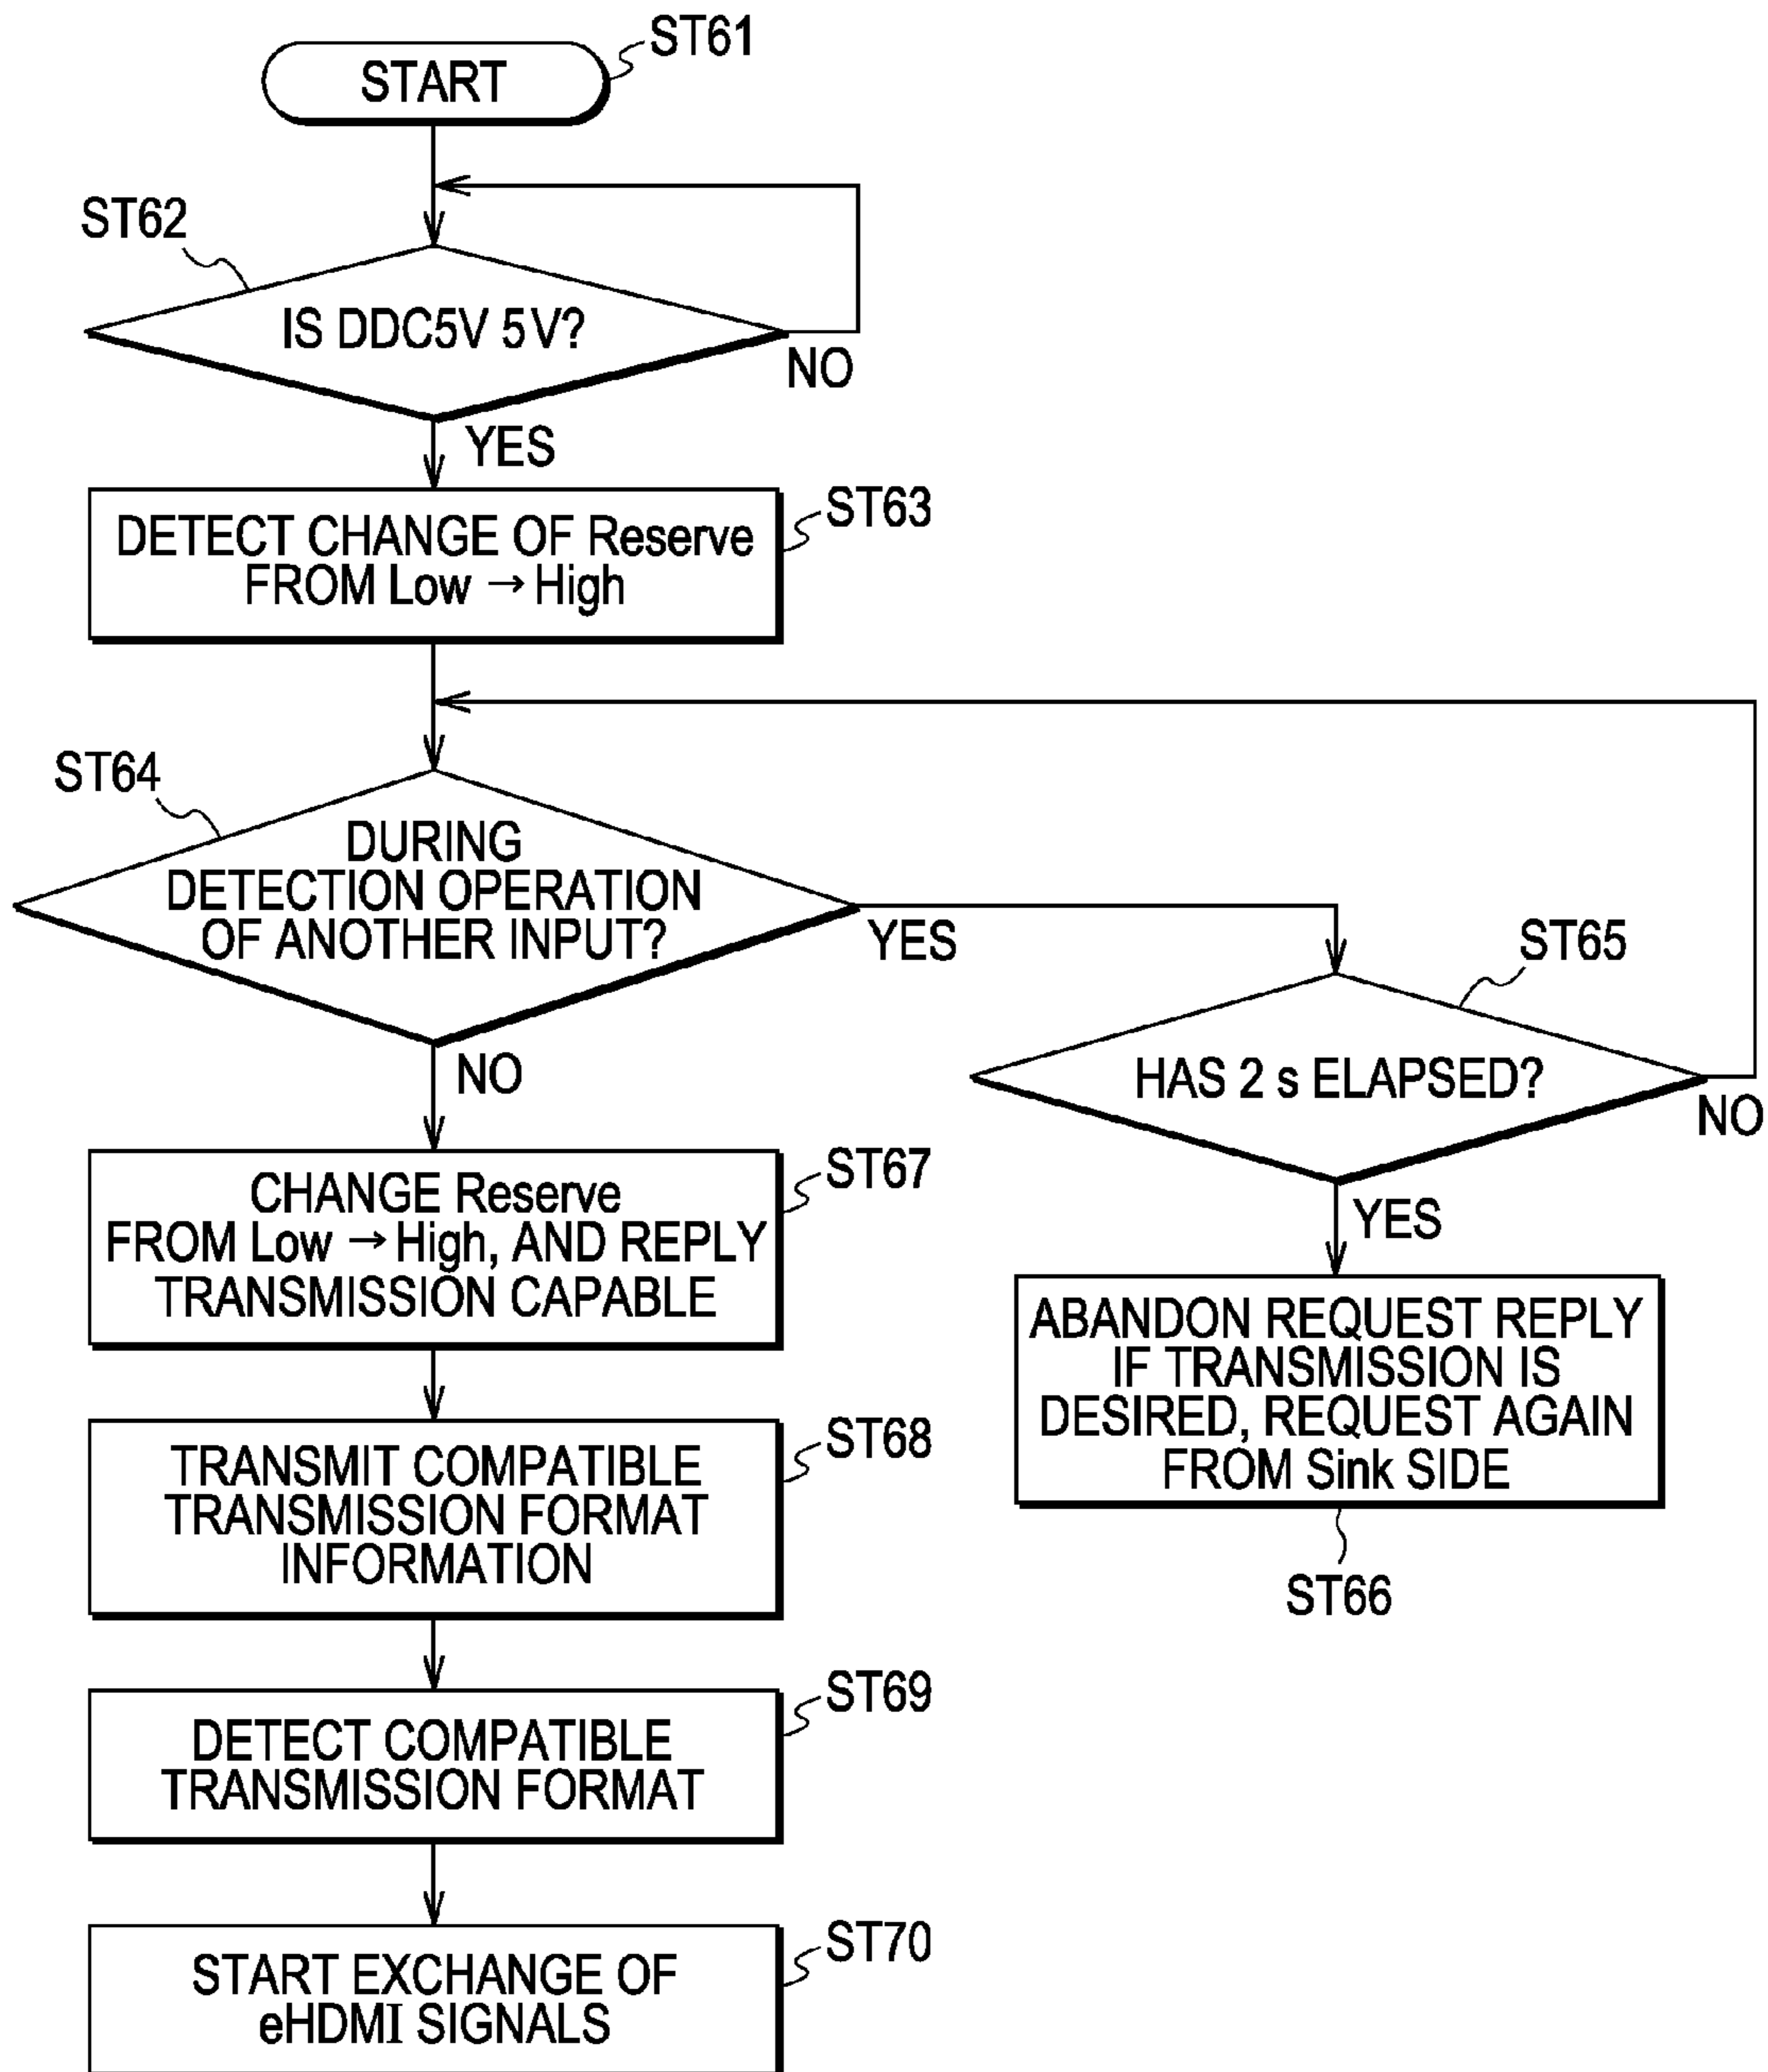 START
ST61
ST62
IS DDC5V 5V?
NO
YES
DETECT CHANGE OF Reserve
FROM Low → High
ST63
ST64
DURING
DETECTION OPERATION
OF ANOTHER INPUT?
YES
NO
ST65
HAS 2 s ELAPSED?
NO
YES
ABANDON REQUEST REPLY
IF TRANSMISSION IS
DESIRED, REQUEST AGAIN
FROM Sink SIDE
ST66
CHANGE Reserve
FROM Low → High, AND REPLY
TRANSMISSION CAPABLE
ST67
TRANSMIT COMPATIBLE
TRANSMISSION FORMAT
INFORMATION
ST68
DETECT COMPATIBLE
TRANSMISSION FORMAT
ST69
START EXCHANGE OF
eHDMI SIGNALS
ST70